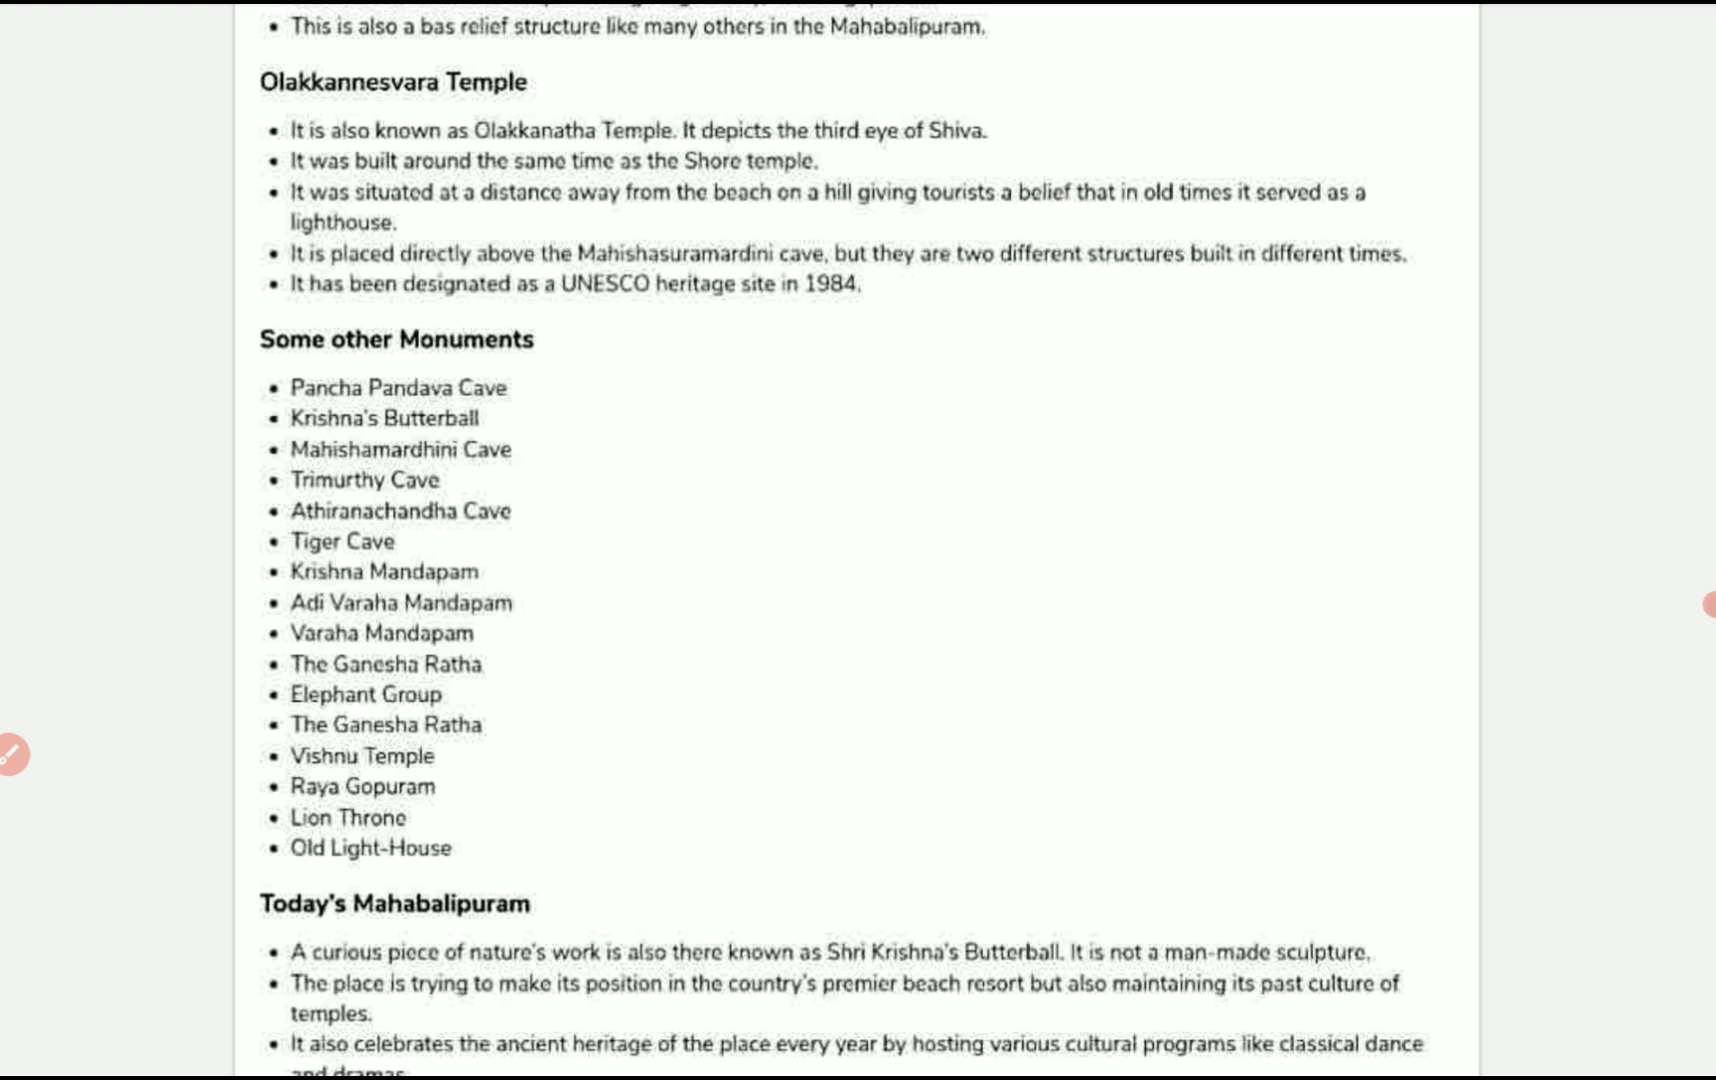 • This is also a bas relief structure like many others in the Mahabalipuram.
Olakkannesvara Temple
• It is also known as Olakkanatha Temple. It depicts the third eye of Shiva.
• It was built around the same time as the Shore temple.
• It was situated at a distance away from the beach on a hill giving tourists a belief that in old times it served as a
lighthouse.
• It is placed directly above the Mahishasuramardini cave, but they are two different structures built in different times.
• It has been designated as a UNESCO heritage site in 1984.
Some other Monuments
• Pancha Pandava Cave
• Krishna's Butterball
• Mahishamardhini Cave
• Trimurthy Cave
• Athiranachandha Cave
• Tiger Cave
• Krishna Mandapam
• Adi Varaha Mandapam
• Varaha Mandapam
• The Ganesha Ratha
• Elephant Group
• The Ganesha Ratha
• Vishnu Temple
• Raya Gopuram
• Lion Throne
• Old Light-House
Today's Mahabalipuram
• A curious piece of nature's work is also there known as Shri Krishna's Butterball. It is not a man-made sculpture.
• The place is trying to make its position in the country's premier beach resort but also maintaining its past culture of
temples.
• It also celebrates the ancient heritage of the place every year by hosting various cultural programs like classical dance
and dramas